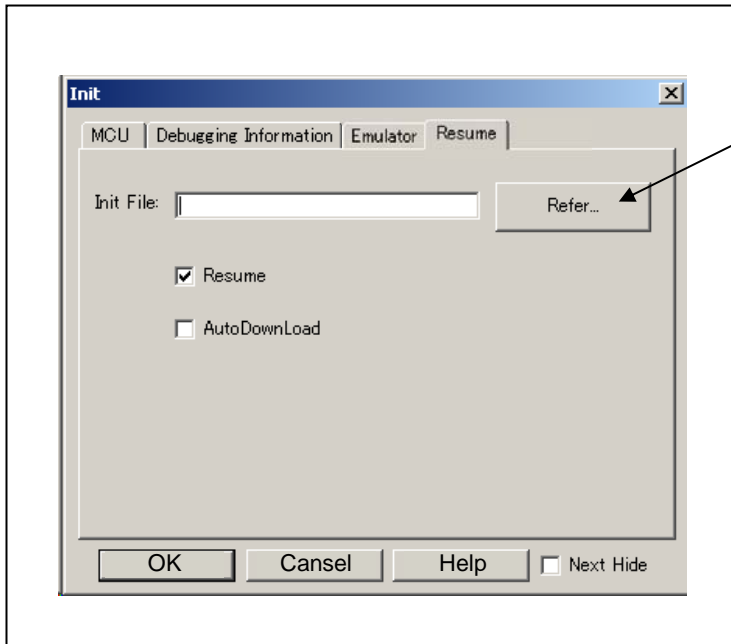 Init
MCU Debugging Information Emulator Resume
Init File: Refer...
Resume
AutoDownLoad
OK Cansel Help Next Hide